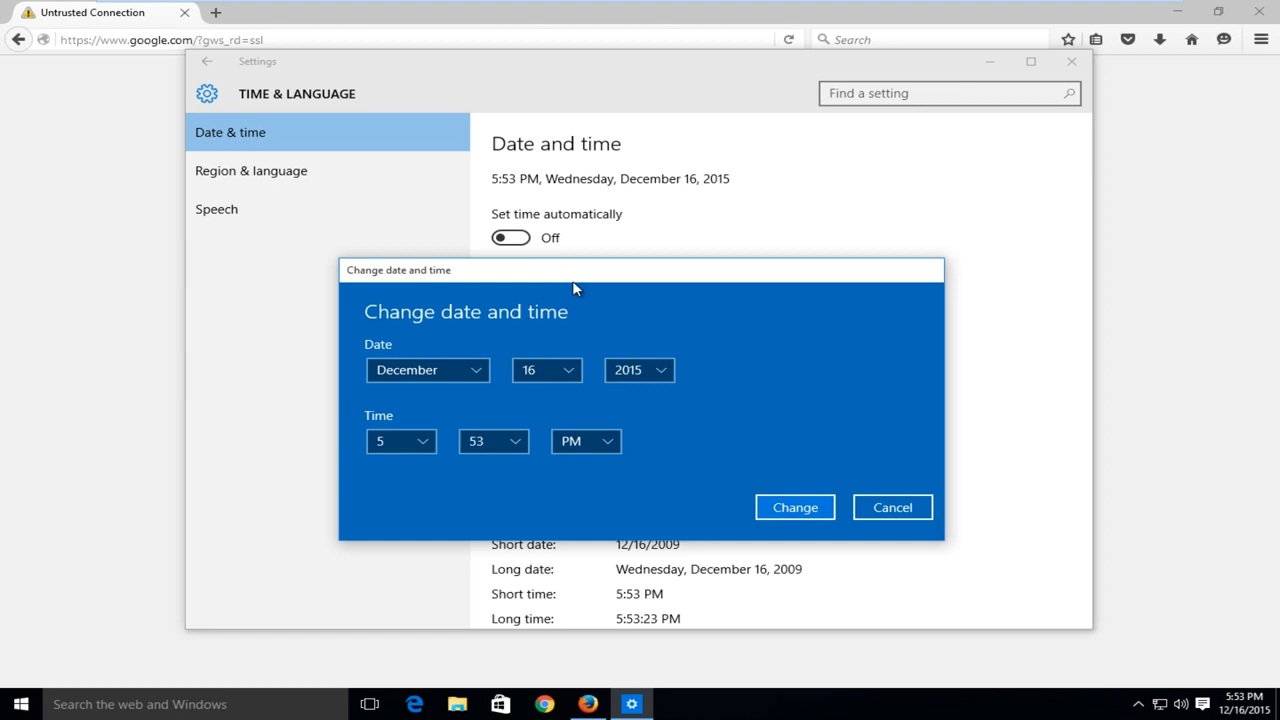 Untrusted Connection
https://www.google.com/?gws_rd=ssl
Search
Settings
TIME & LANGUAGE
Find a setting
Date & time
Region & language
Speech
Date and time
5:53 PM, Wednesday, December 16, 2015
Set time automatically
Off
Change date and time
Change date and time
Date
December 16 2015
Time
5 53 PM
Change Cancel
Short date: 12/16/2009
Long date: Wednesday, December 16, 2009
Short time: 5:53 PM
Long time: 5:53:23 PM
Search the web and Windows
5:53 PM
12/16/2015